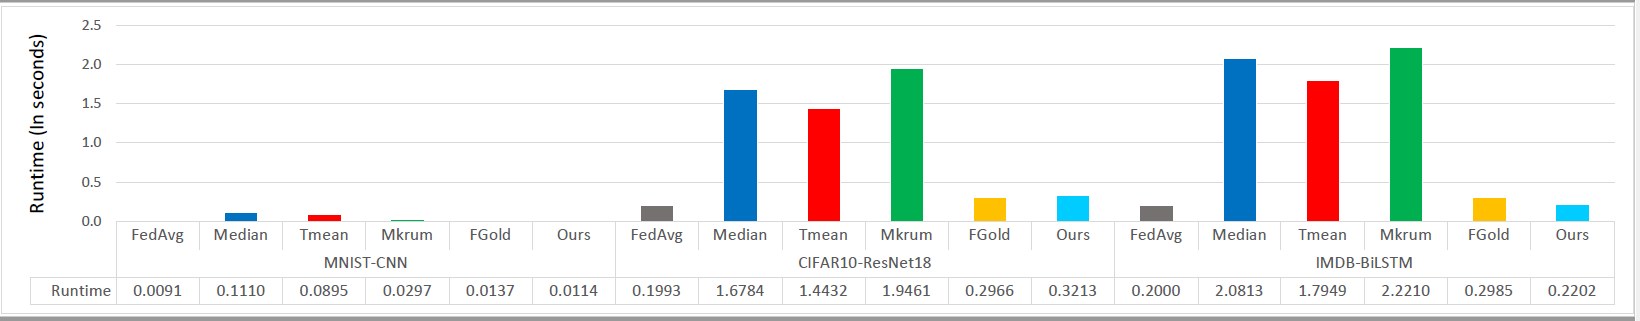 Runtime (In seconds)
2.5
2.0
1.5
1.0
0.5
0.0
FedAvg Median Tmean Mkrum FGold Ours FedAvg Median Tmean Mkrum FGold Ours FedAvg Median Tmean Mkrum FGold Ours
MNIST-CNN CIFAR10-ResNet18 IMDB-BiLSTM
Runtime 0.0091 0.1110 0.0895 0.0297 0.0137 0.0114 0.1993 1.6784 1.4432 1.9461 0.2966 0.3213 0.2000 2.0813 1.7949 2.2210 0.2985 0.2202